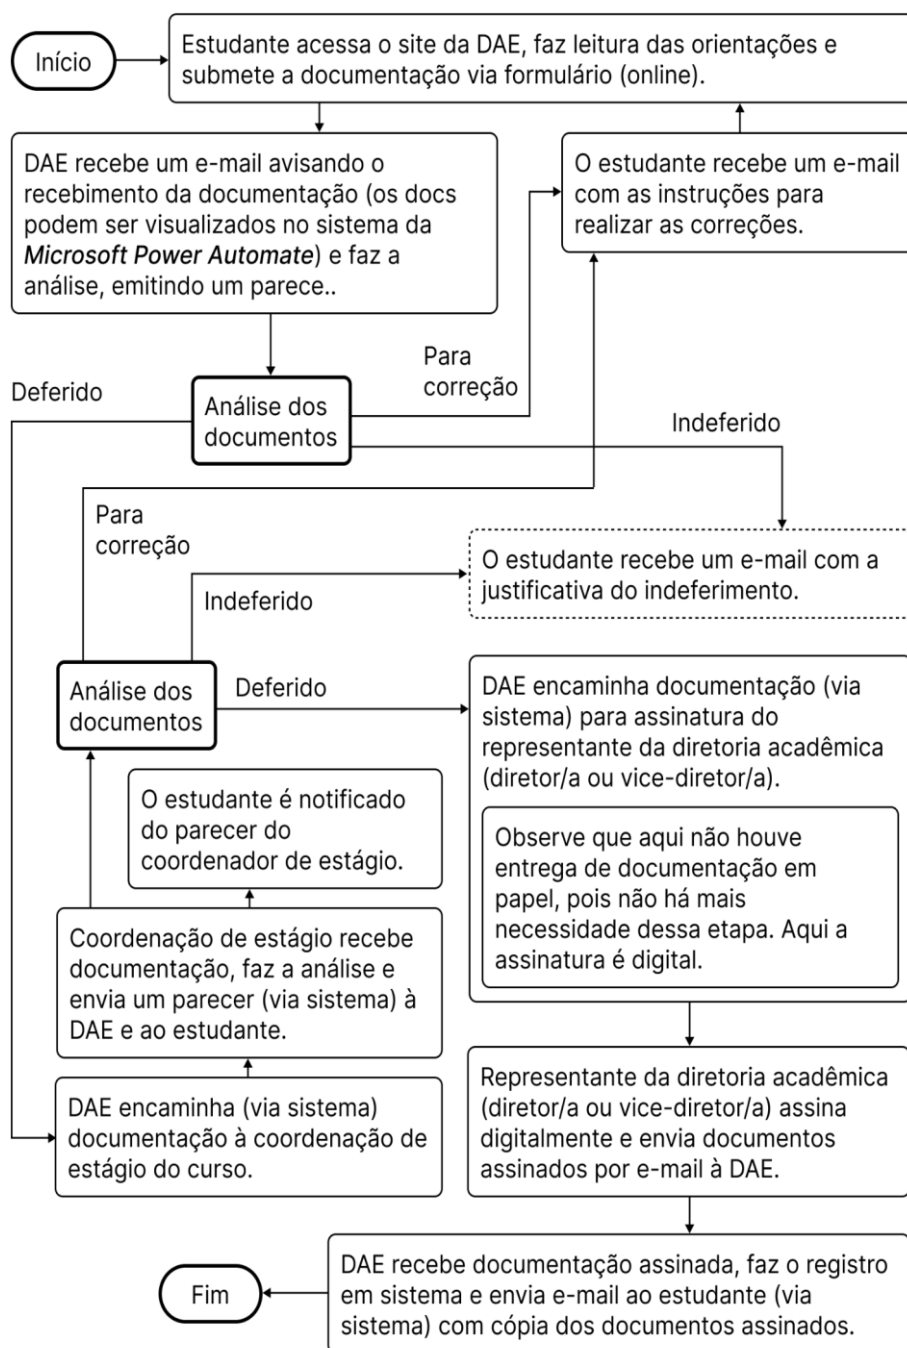 Início
Estudante acessa o site da DAE, faz leitura das orientações e
submete a documentação via formulário (online).
DAE recebe um e-mail avisando o
recebimento da documentação (os docs
podem ser visualizados no sistema da
Microsoft Power Automate) e faz a
análise, emitindo um parece..
O estudante recebe um e-mail
com as instruções para
realizar as correções.
Para
correção
Deferido
Análise dos
documentos
Indeferido
Para
correção
O estudante recebe um e-mail com a
justificativa do indeferimento.
Indeferido
Análise dos
documentos
Deferido
DAE encaminha documentação (via
sistema) para assinatura do
representante da diretoria acadêmica
(diretor/a ou vice-diretor/a).
Observe que aqui não houve
entrega de documentação em
papel, pois não há mais
necessidade dessa etapa. Aqui a
assinatura é digital.
O estudante é notificado
do parecer do
coordenador de estágio.
Coordenação de estágio recebe
documentação, faz a análise e
envia um parecer (via sistema) à
DAE e ao estudante.
DAE encaminha (via sistema)
documentação à coordenação de
estágio do curso.
Representante da diretoria acadêmica
(diretor/a ou vice-diretor/a) assina
digitalmente e envia documentos
assinados por e-mail à DAE.
DAE recebe documentação assinada, faz o registro
em sistema e envia e-mail ao estudante (via
sistema) com cópia dos documentos assinados.
Fim